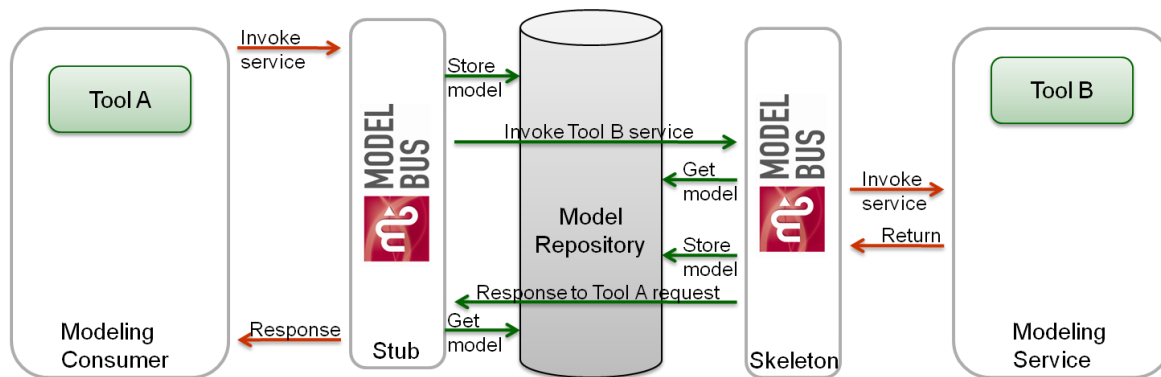 Invoke
service
Tool A
Store
model
MODEL
BUS
Invoke Tool B service
Get
model
Model
Repository
Store
model
Response to Tool A request
Get
model
Response
Modeling
Consumer
Stub
MODEL
BUS
Skeleton
Tool B
Invoke
service
Return
Modeling
Service